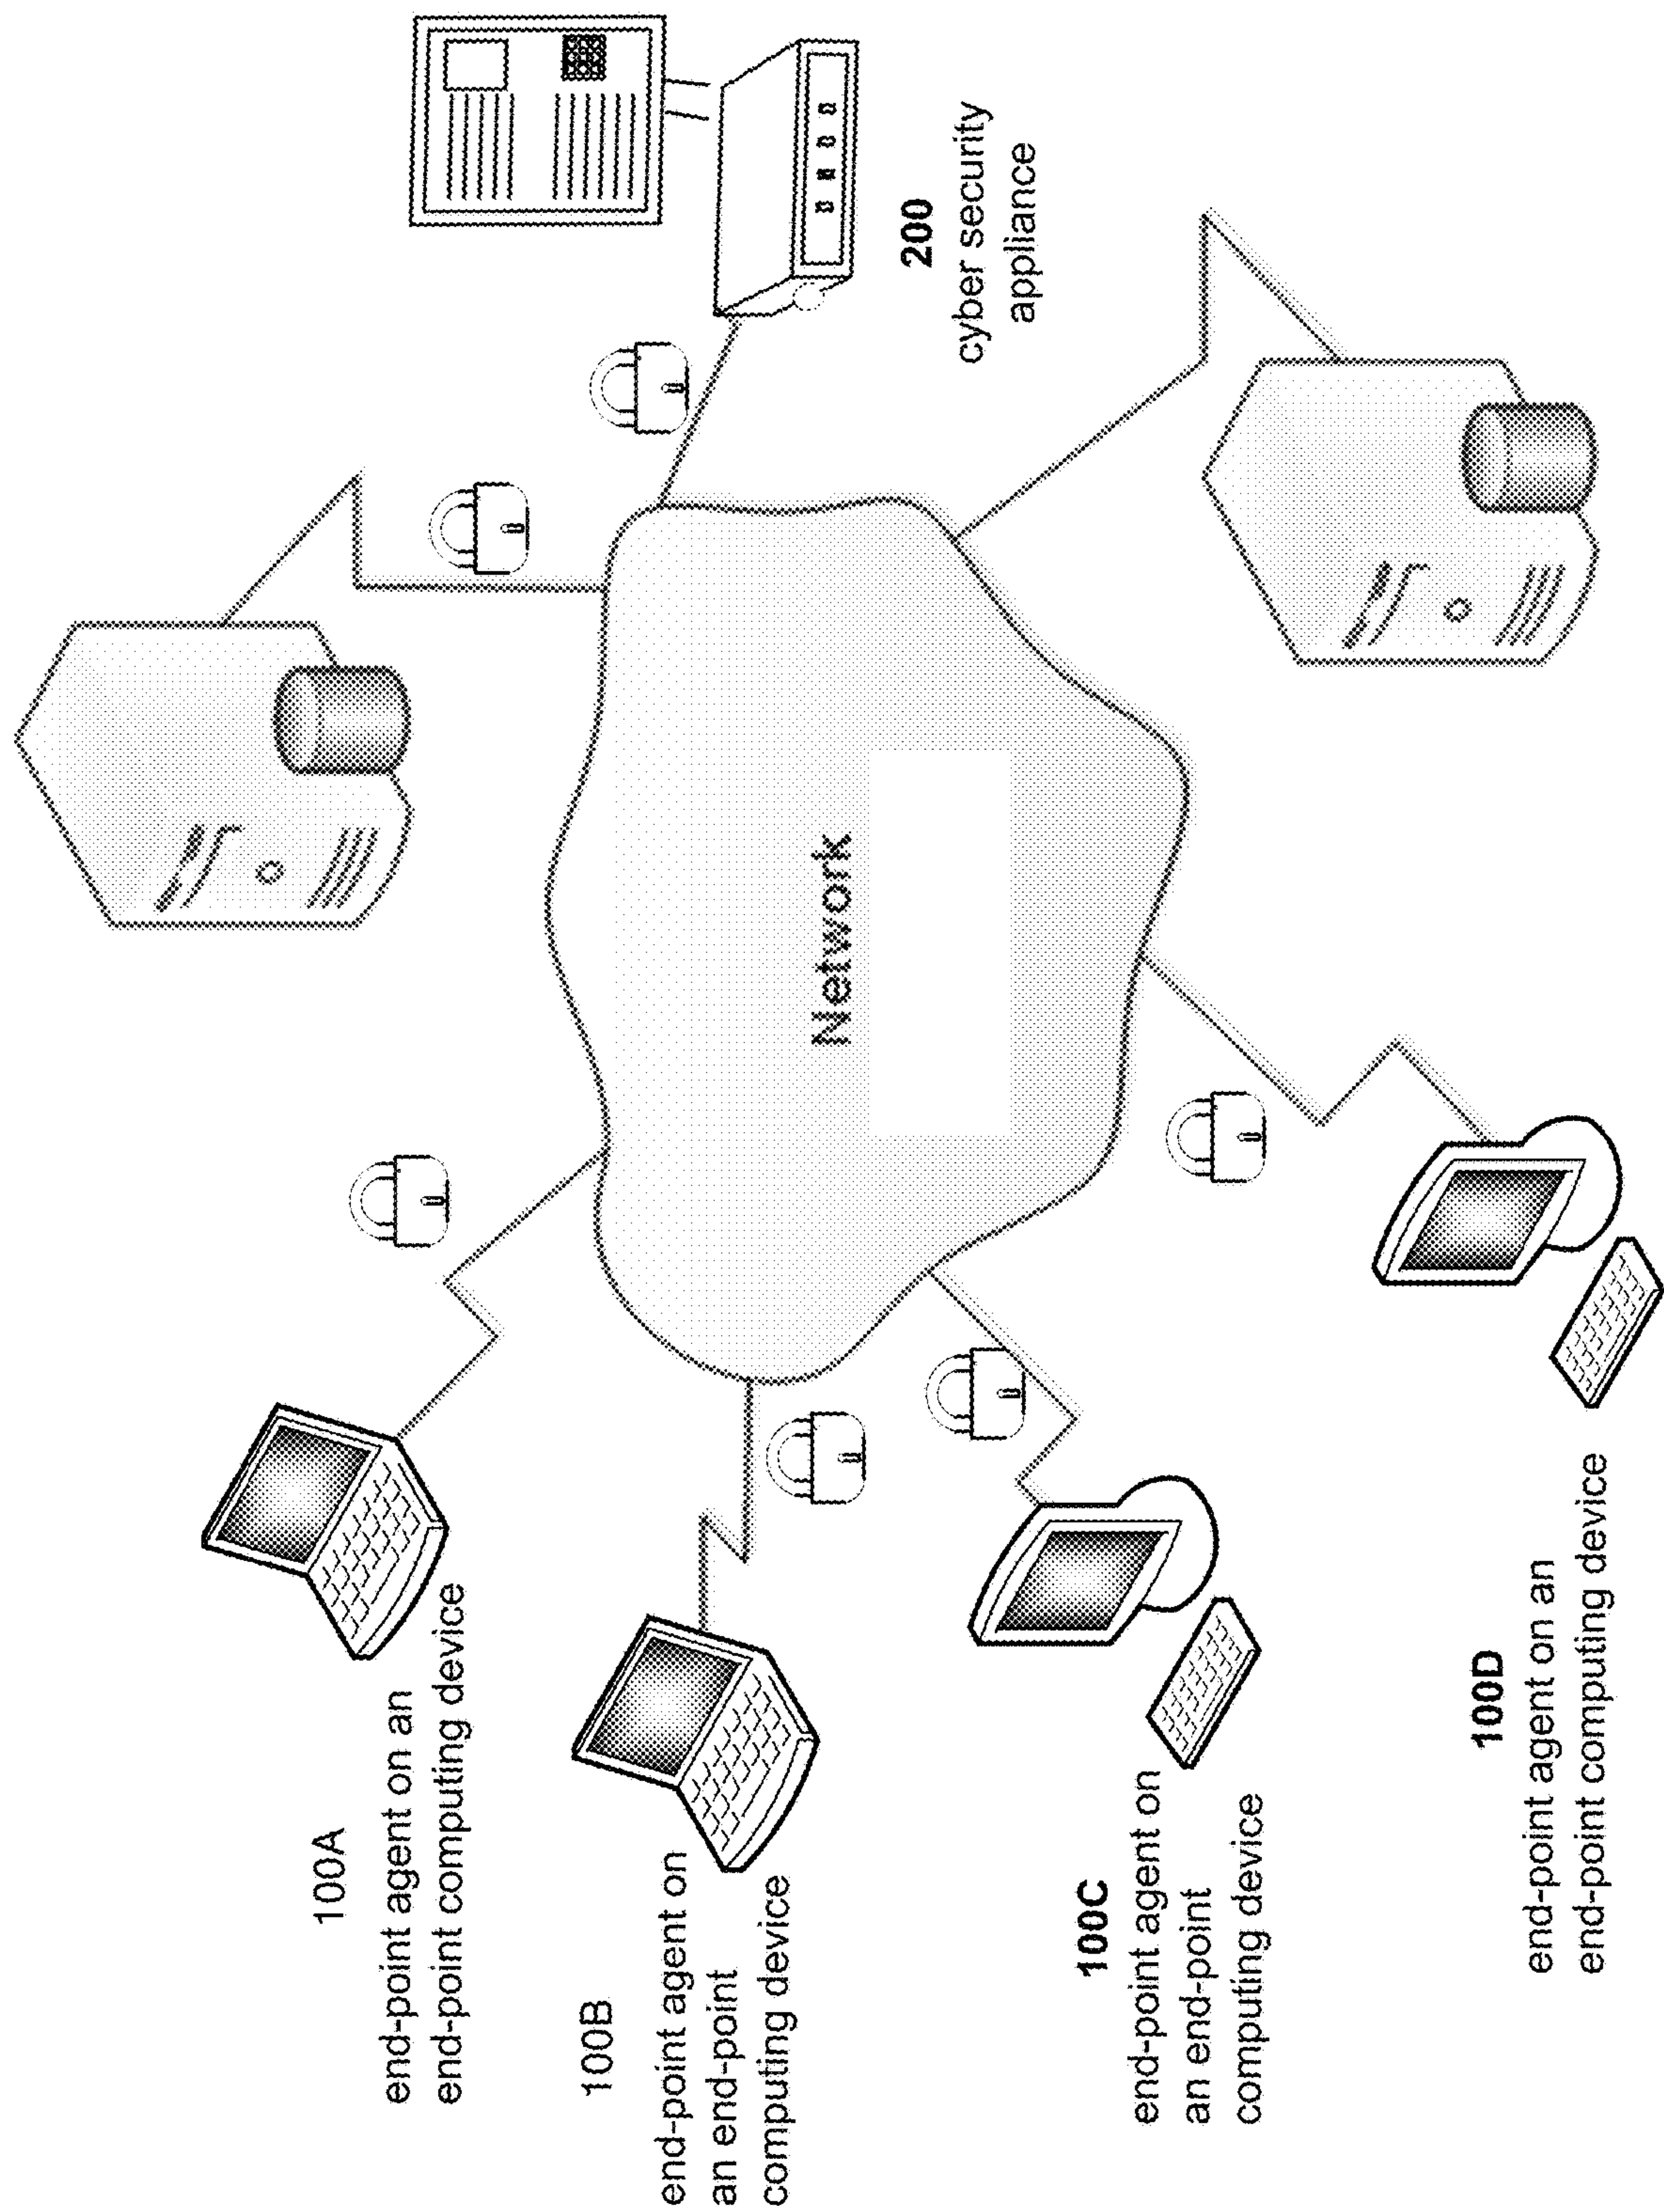 100A
end-point agent on an
end-point computing device
100B
end-point agent on
an end-point
computing device
100C
end-point agent on
an end-point
computing device
100D
end-point agent on an
end-point computing device
Network
200
cyber security
appliance